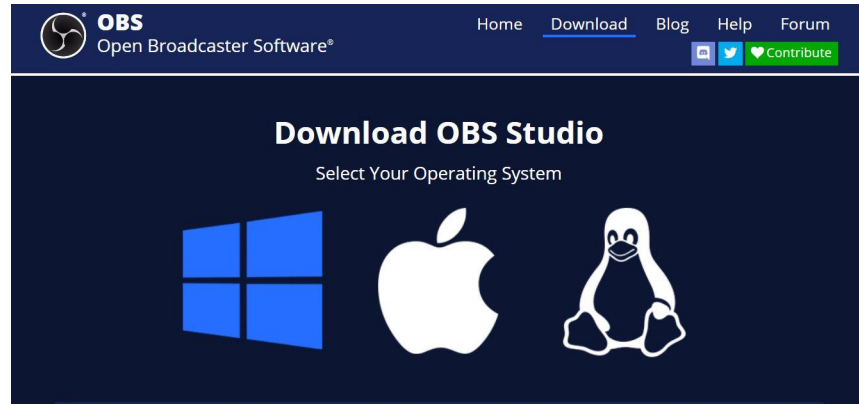 OBS
Open Broadcaster Software®
Home Download Blog Help Forum
Contribute
Download OBS Studio
Select Your Operating System